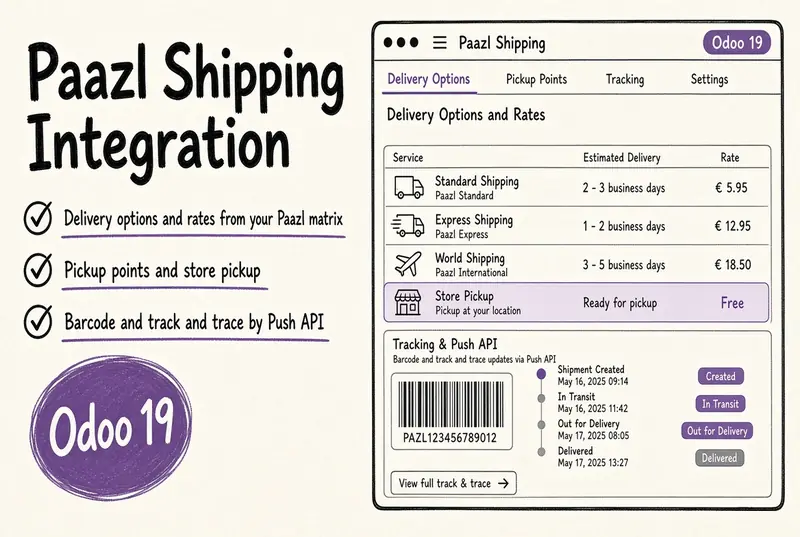 Paazl Shipping
Integration
Delivery options and rates from your Paazl matrix
Pickup points and store pickup
Barcode and track and trace by Push API
Odoo 19
Paazl Shipping
Odoo 19
Delivery Options
Pickup Points
Tracking
Settings
Delivery Options and Rates
Service
Estimated Delivery
Rate
Standard Shipping
Paazl Standard
2 - 3 business days
€ 5.95
Express Shipping
Paazl Express
1 - 2 business days
€ 12.95
World Shipping
Paazl International
3 - 5 business days
€ 18.50
Store Pickup
Pickup at your location
Ready for pickup
Free
Tracking & Push API
Barcode and track and trace updates via Push API
PAZL123456789012
Shipment Created
May 16, 2025 09:14
Created
In Transit
May 16, 2025 11:42
In Transit
Out for Delivery
May 17, 2025 08:05
Out for Delivery
Delivered
May 17, 2025 13:27
Delivered
View full track & trace →